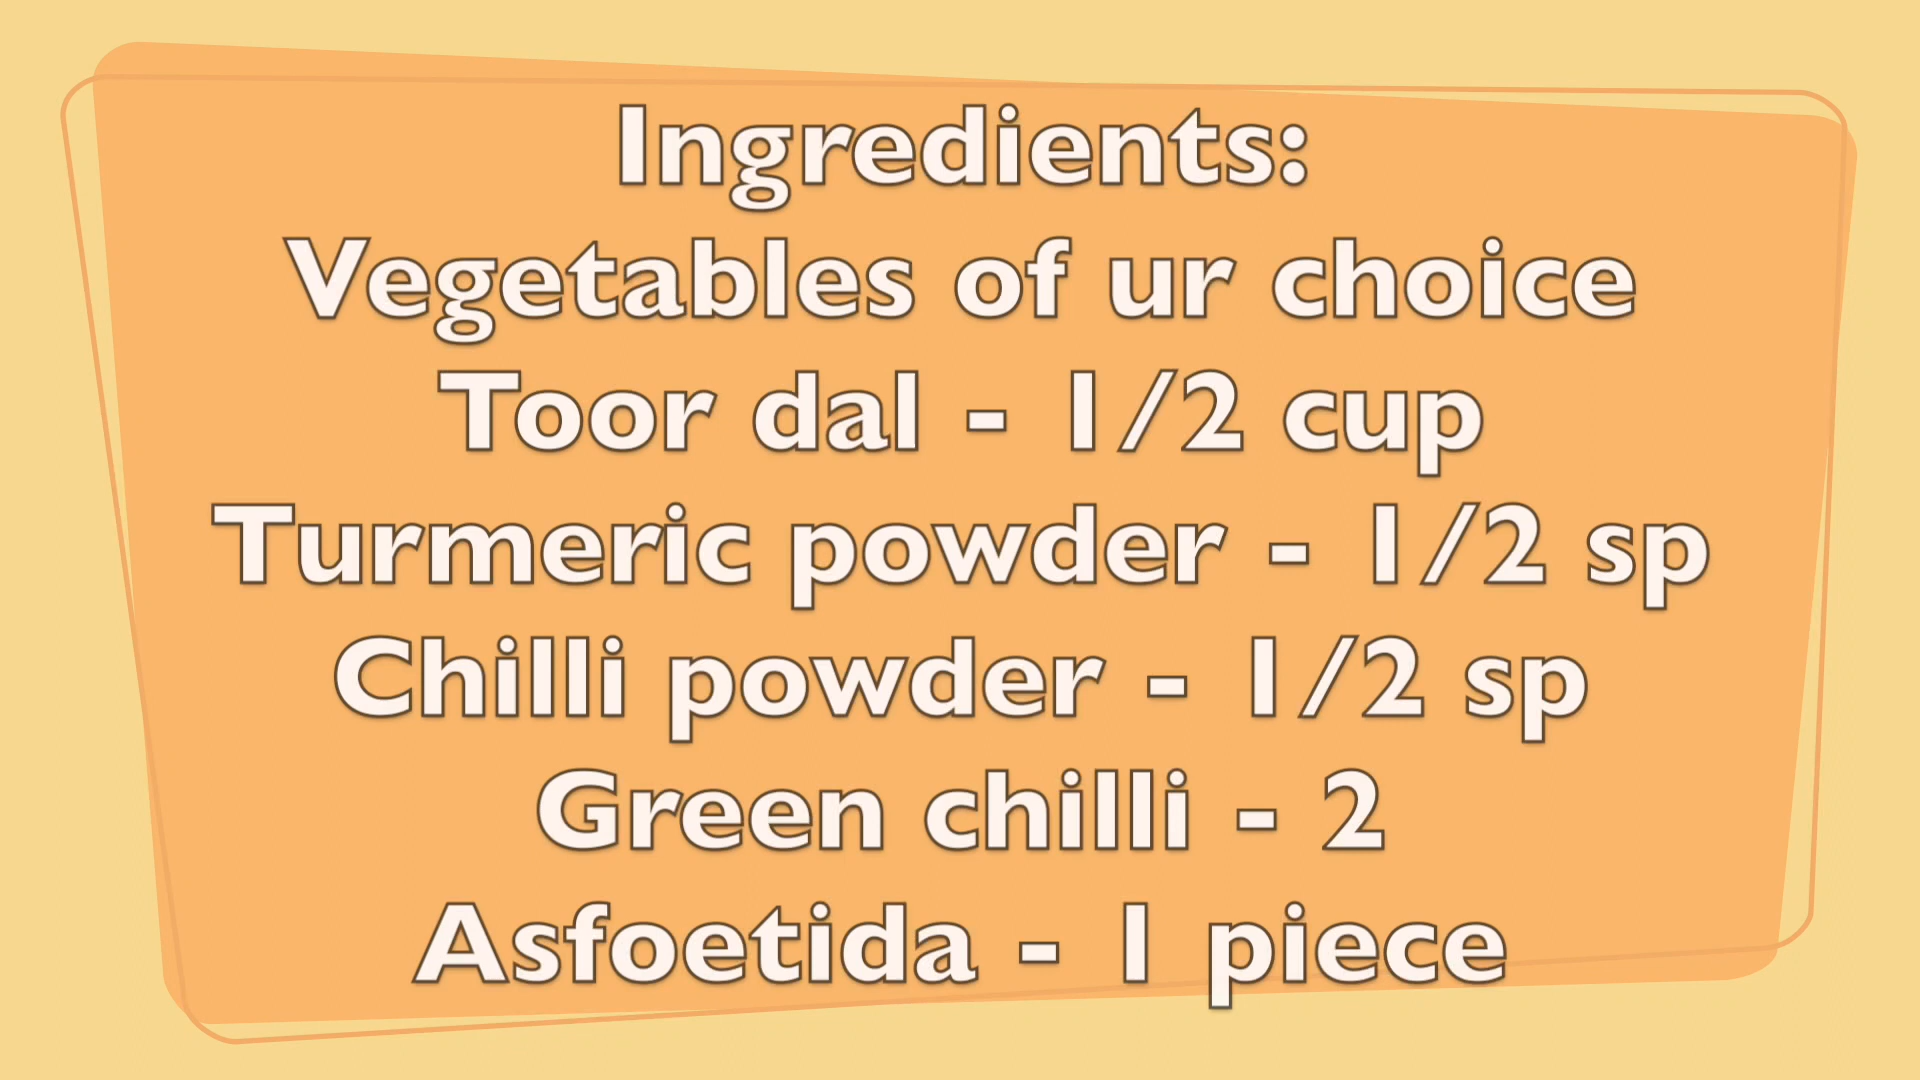 Ingredients:
Vegetables of ur choice
Toor dal - 1/2 cup
Turmeric powder - 1/2 sp
Chilli powder - 1/2 sp
Green chilli - 2
Asfoetida - 1 piece